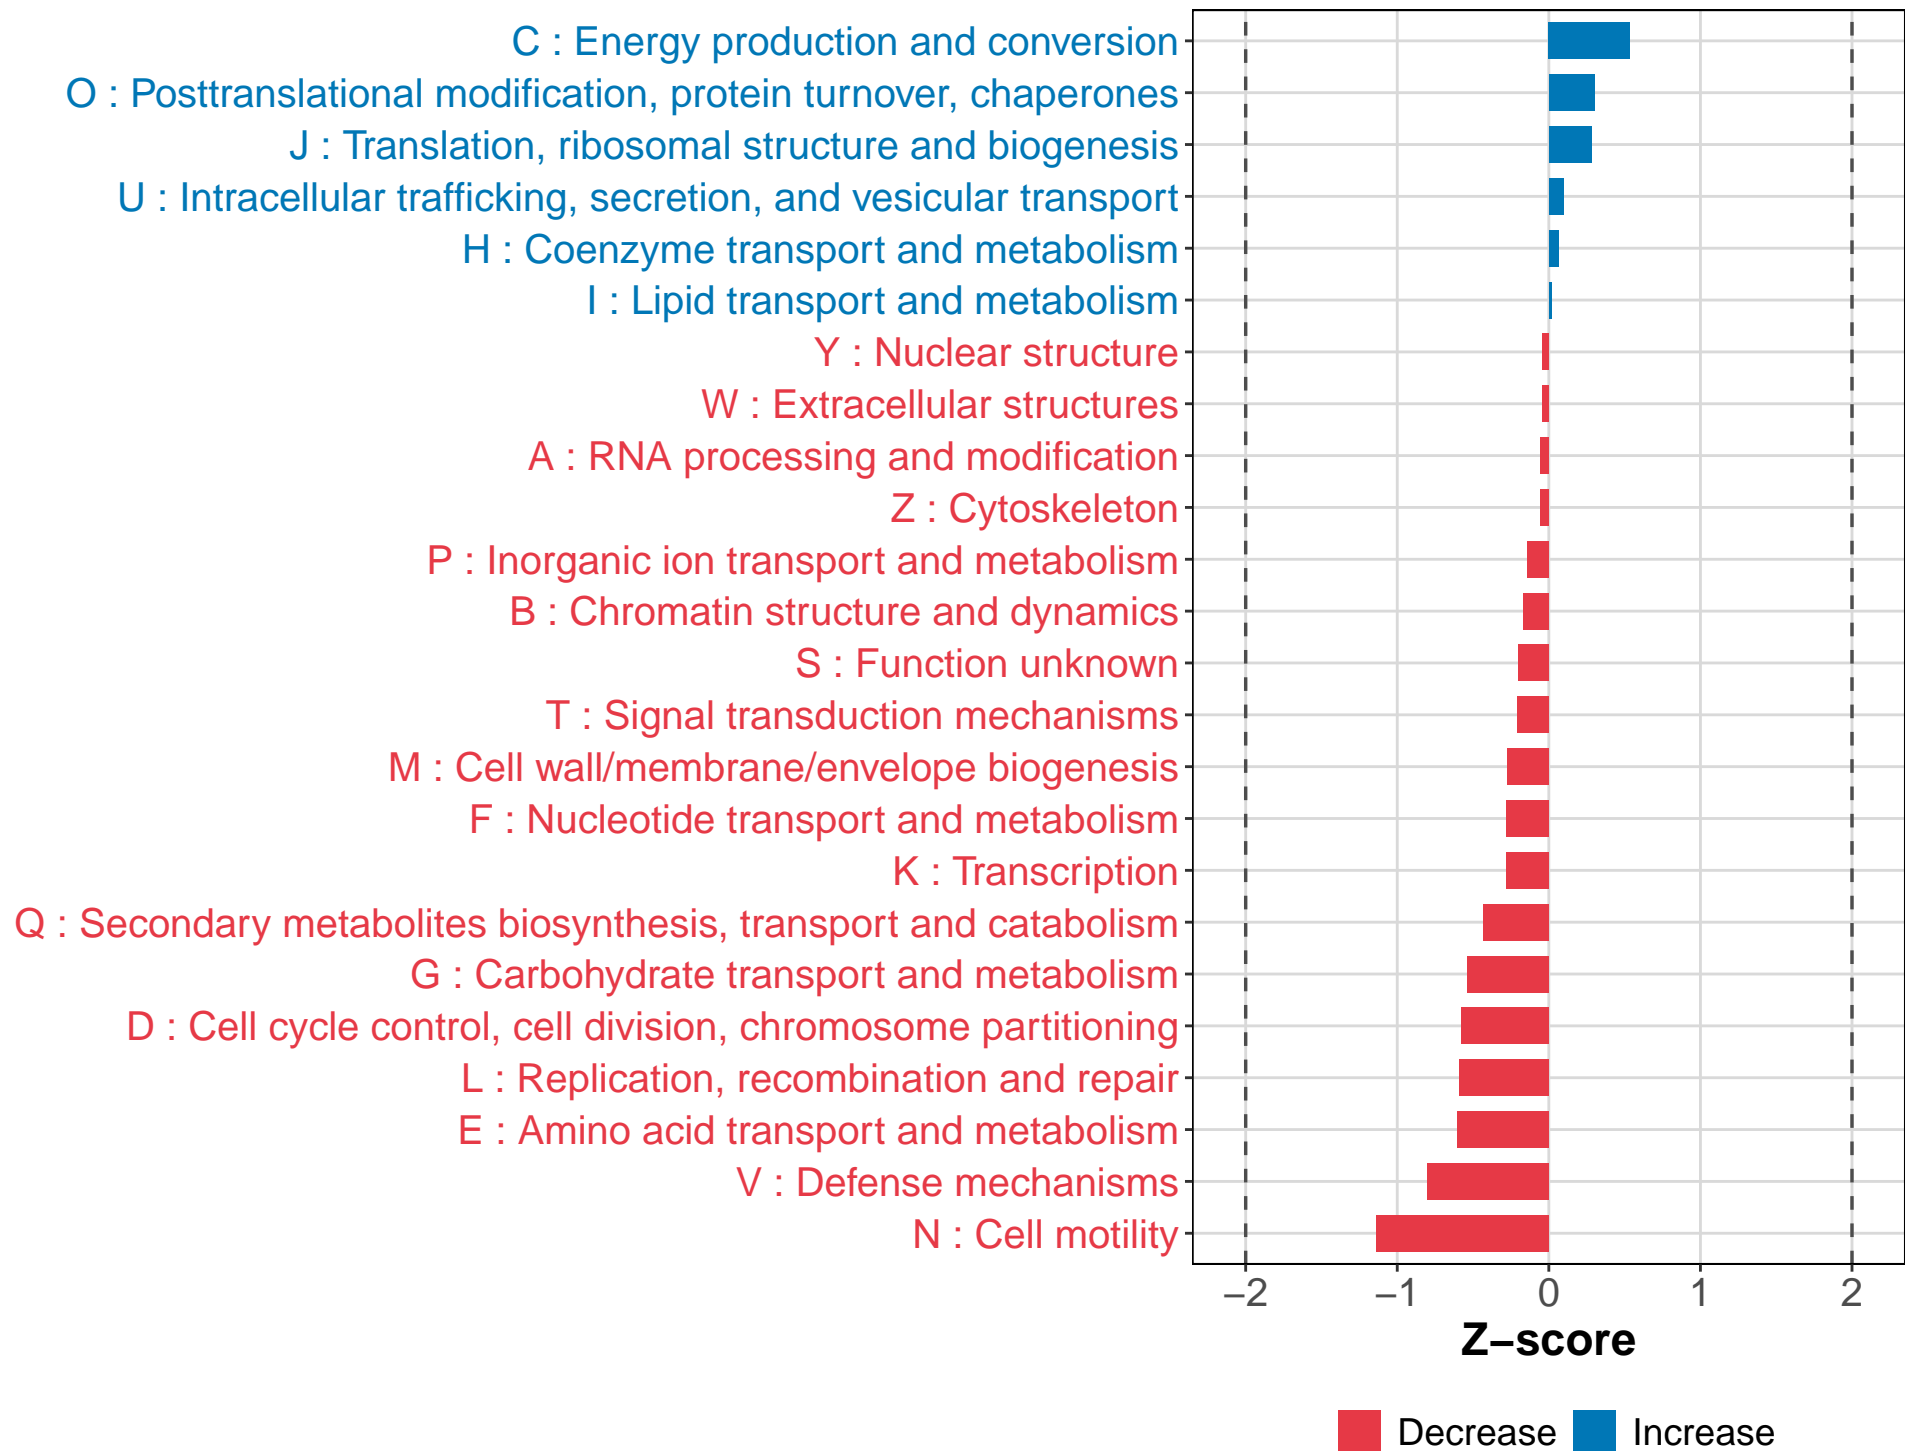 C : Energy production and conversion
O : Posttranslational modification, protein turnover, chaperones
J : Translation, ribosomal structure and biogenesis
U : Intracellular trafficking, secretion, and vesicular transport
H : Coenzyme transport and metabolism
I : Lipid transport and metabolism
Y : Nuclear structure
W : Extracellular structures
A : RNA processing and modification
Z : Cytoskeleton
P : Inorganic ion transport and metabolism
B : Chromatin structure and dynamics
S : Function unknown
T : Signal transduction mechanisms
M : Cell wall/membrane/envelope biogenesis
F : Nucleotide transport and metabolism
K : Transcription
Q : Secondary metabolites biosynthesis, transport and catabolism
G : Carbohydrate transport and metabolism
D : Cell cycle control, cell division, chromosome partitioning
L : Replication, recombination and repair
E : Amino acid transport and metabolism
V : Defense mechanisms
N : Cell motility
−2 −1 0 1 2
Z−score
Decrease Increase